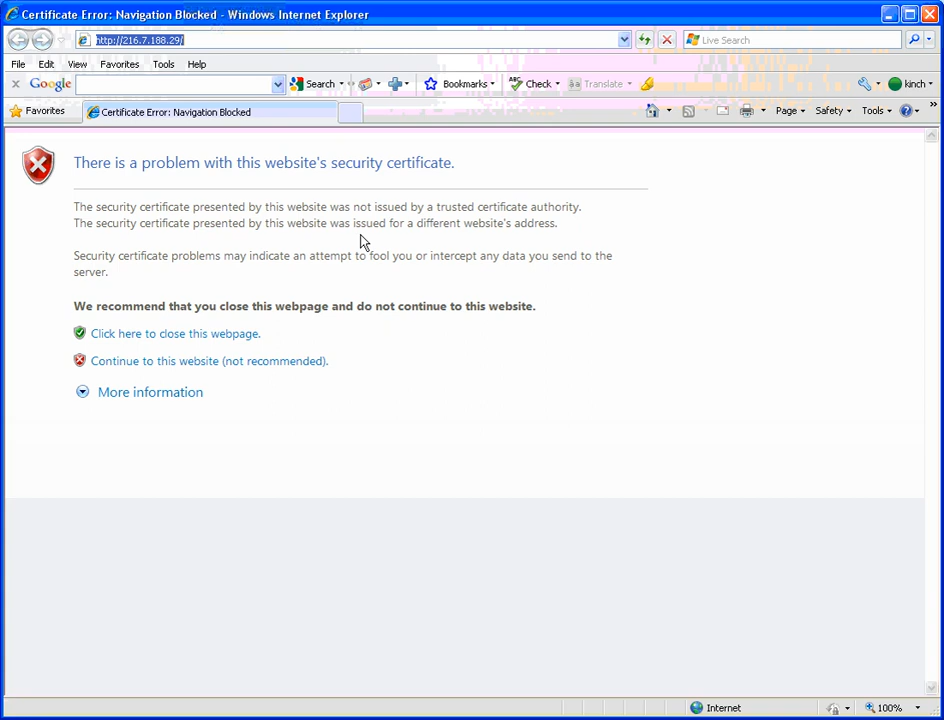 Certificate Error: Navigation Blocked - Windows Internet Explorer
http://216.7.188.29/
Live Search
File Edit View Favorites Tools Help
x Google Search Bookmarks ABC Check Translate kinch
Favorites Certificate Error: Navigation Blocked Page Safety Tools
There is a problem with this website's security certificate.
The security certificate presented by this website was not issued by a trusted certificate authority.
The security certificate presented by this website was issued for a different website's address.
Security certificate problems may indicate an attempt to fool you or intercept any data you send to the
server.
We recommend that you close this webpage and do not continue to this website.
Click here to close this webpage.
Continue to this website (not recommended).
More information
Internet 100%